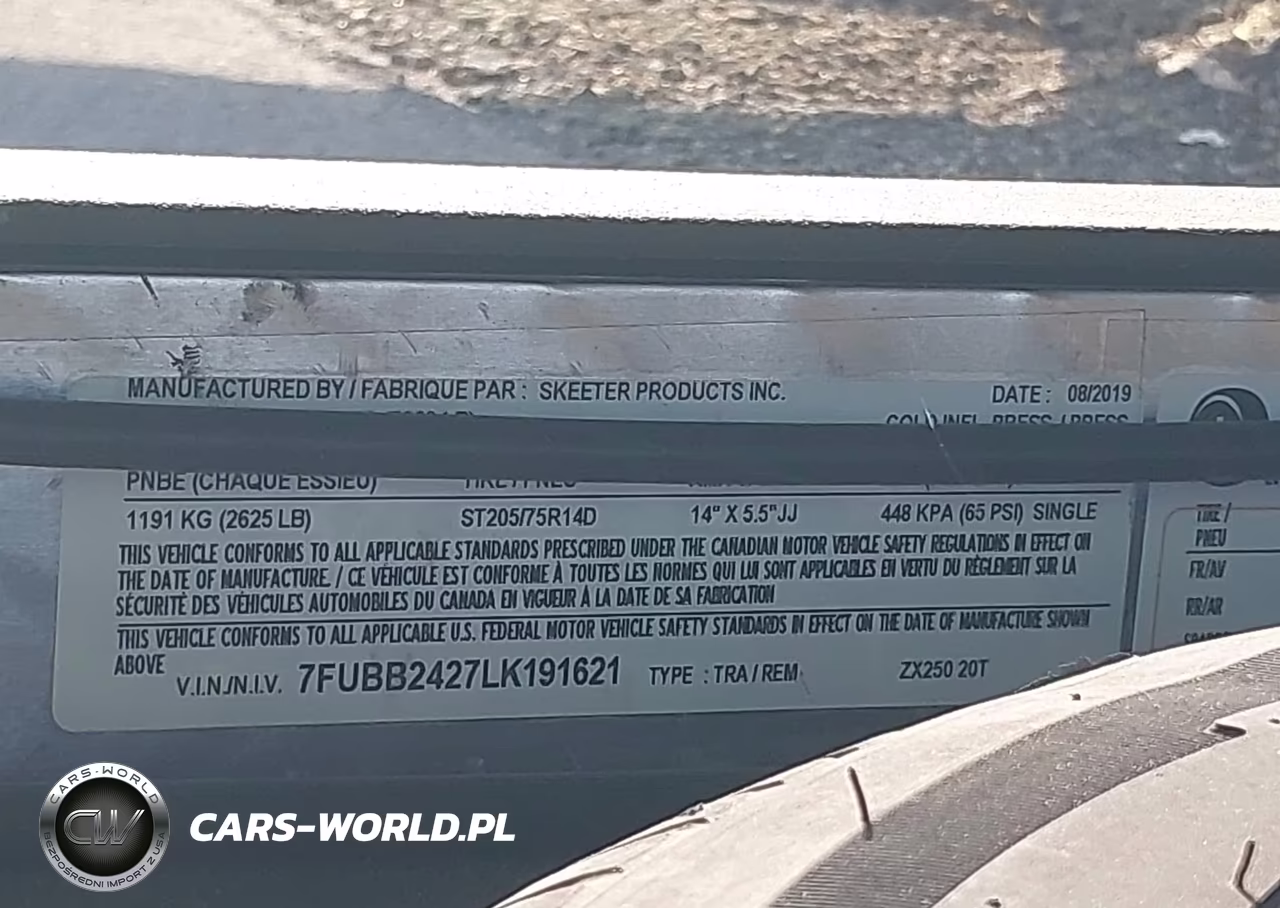 MANUFACTURED BY / FABRIQUE PAR : SKEETER PRODUCTS INC. DATE : 08/2019
PNBE (CHAQUE ESSIEU)
1191 KG (2625 LB) ST205/75R14D 14" X 5.5"JJ 448 KPA (65 PSI) SINGLE
THIS VEHICLE CONFORMS TO ALL APPLICABLE STANDARDS PRESCRIBED UNDER THE CANADIAN MOTOR VEHICLE SAFETY REGULATIONS IN EFFECT ON
THE DATE OF MANUFACTURE. / CE VÉHICULE EST CONFORME À TOUTES LES NORMES QUI LUI SONT APPLICABLES EN VERTU DU RÈGLEMENT SUR LA
SÉCURITÉ DES VÉHICULES AUTOMOBILES DU CANADA EN VIGUEUR À LA DATE DE SA FABRICATION
THIS VEHICLE CONFORMS TO ALL APPLICABLE U.S. FEDERAL MOTOR VEHICLE SAFETY STANDARDS IN EFFECT ON THE DATE OF MANUFACTURE SHOWN
ABOVE
V.I.N./N.I.V. 7FUBB2427LK191621 TYPE : TRA / REM ZX250 20T
TIRE /
PNEU
FR/AV
RR/AR
CARS-WORLD
CW
BEZPOŚREDNI IMPORT Z USA
CARS-WORLD.PL